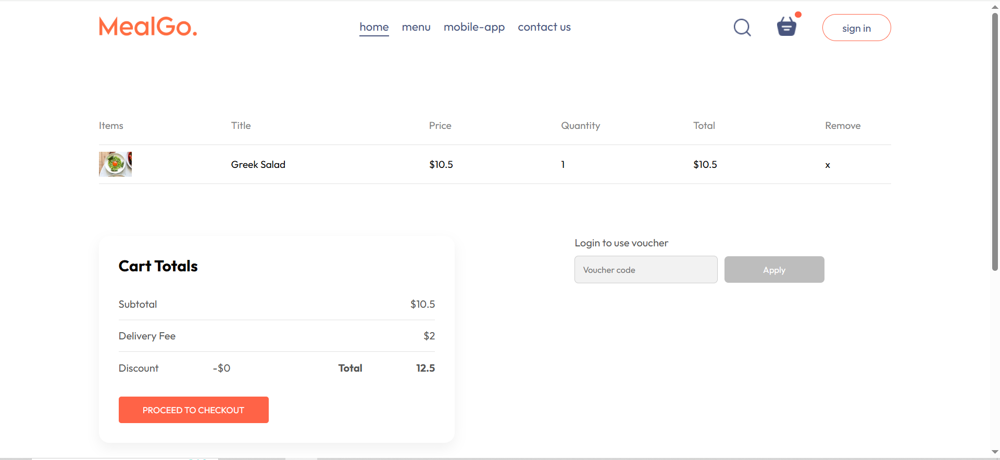 MealGo.
home menu mobile-app contact us
sign in
Items Title Price Quantity Total Remove
Greek Salad $10.5 1 $10.5 x
Cart Totals
Subtotal $10.5
Delivery Fee $2
Discount -$0 Total 12.5
PROCEED TO CHECKOUT
Login to use voucher
Voucher code Apply